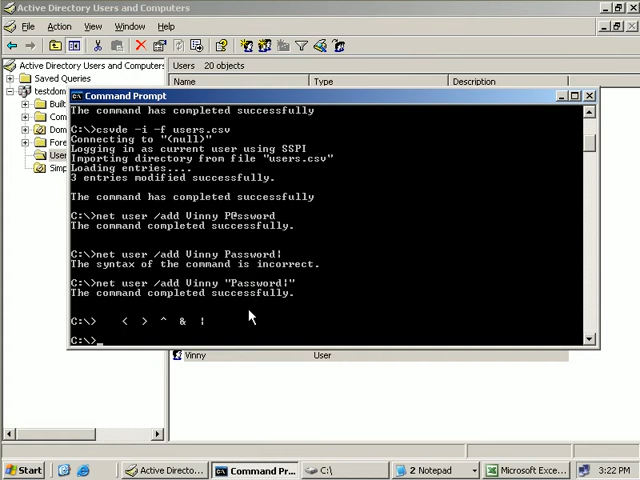 Active Directory Users and Computers
File Action View Window Help
Active Directory Users and Computers
Users 20 objects
Saved Queries
Name Type Description
testdom
Built
Com
Dom
Fore
User
Simp
Command Prompt
The command has completed successfully
C:\>csvde -i -f users.csv
Connecting to "(null)"
Logging in as current user using SSPI
Importing directory from file "users.csv"
Loading entries....
3 entries modified successfully.
The command has completed successfully
C:\>net user /add Vinny P@ssword
The command completed successfully.
C:\>net user /add Vinny Password¦
The syntax of the command is incorrect.
C:\>net user /add Vinny "Password¦"
The command completed successfully.
C:\> < > ^ & ¦
C:\>_
Vinny User
Start Active Directo... Command Pr... C:\ 2 Notepad Microsoft Exce... 3:22 PM